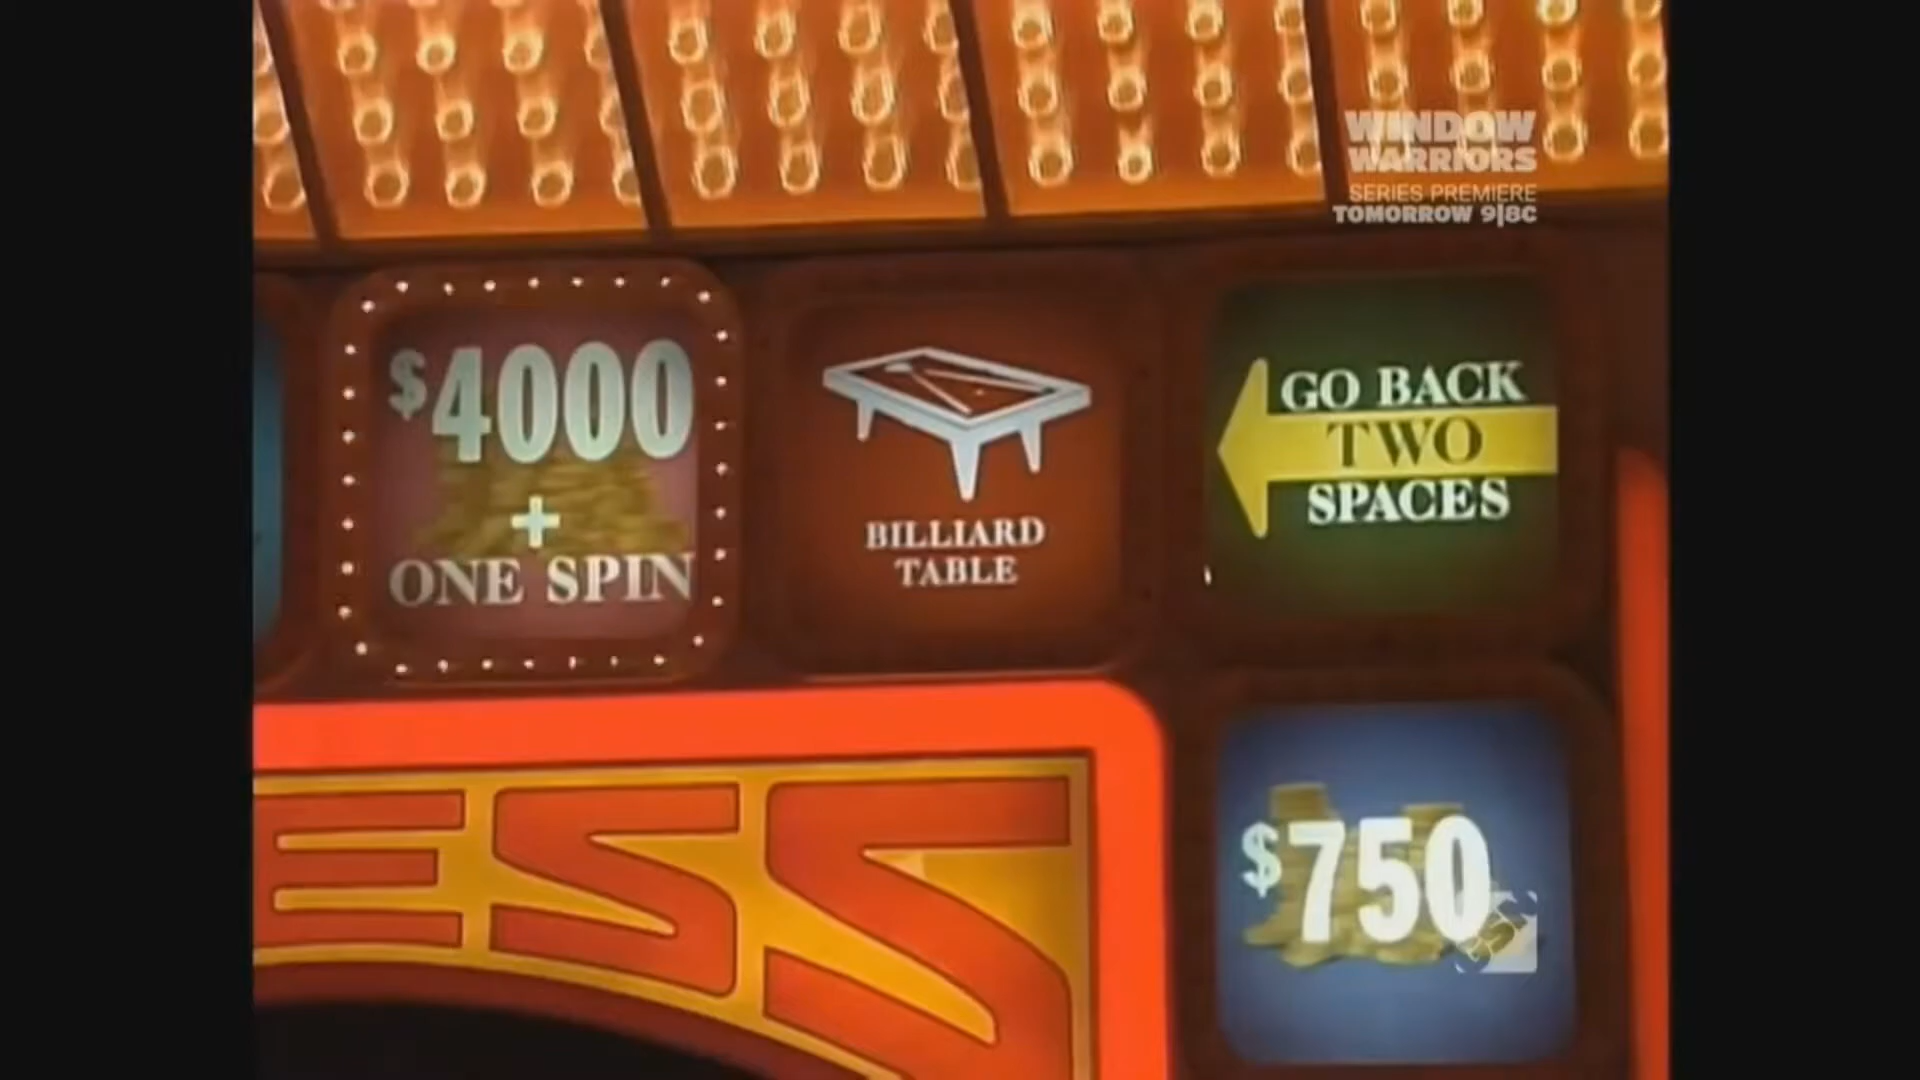 WINDOW
WARRIORS
SERIES PREMIERE
TOMORROW 9|8C
$4000
+
ONE SPIN
BILLIARD
TABLE
GO BACK
TWO
SPACES
$750
ESS